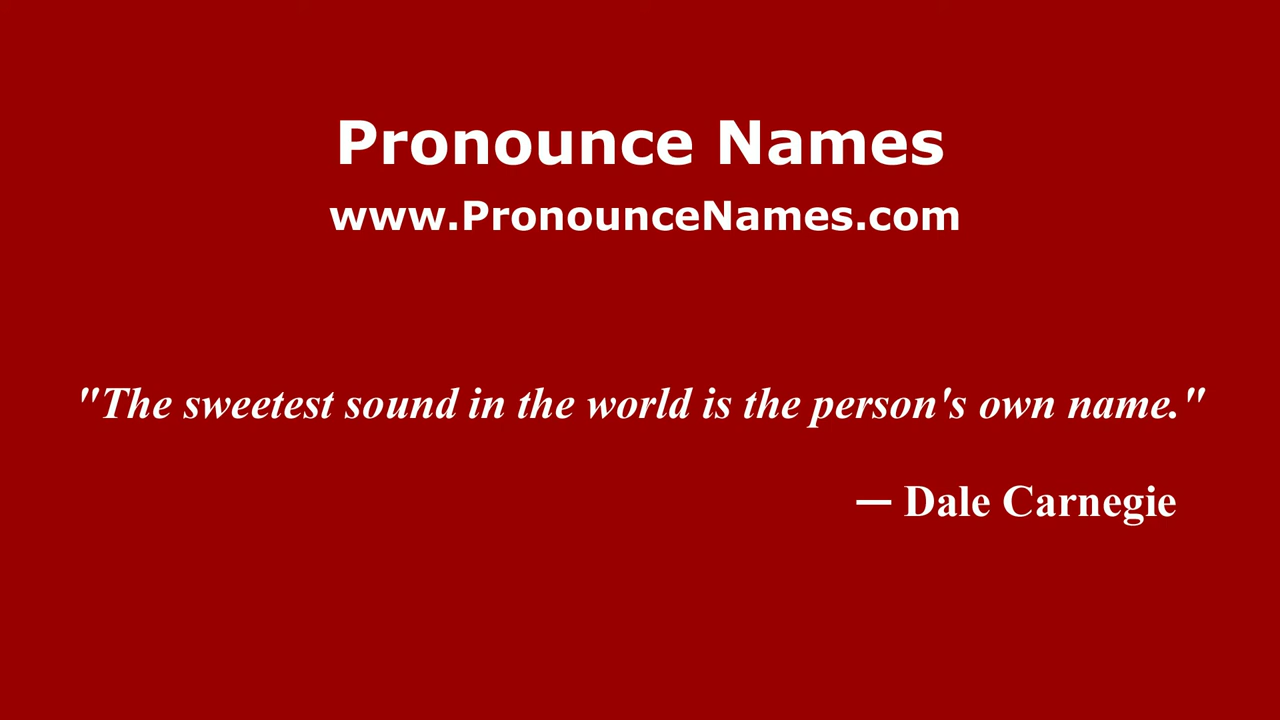 Pronounce Names
www.PronounceNames.com
"The sweetest sound in the world is the person's own name."
— Dale Carnegie